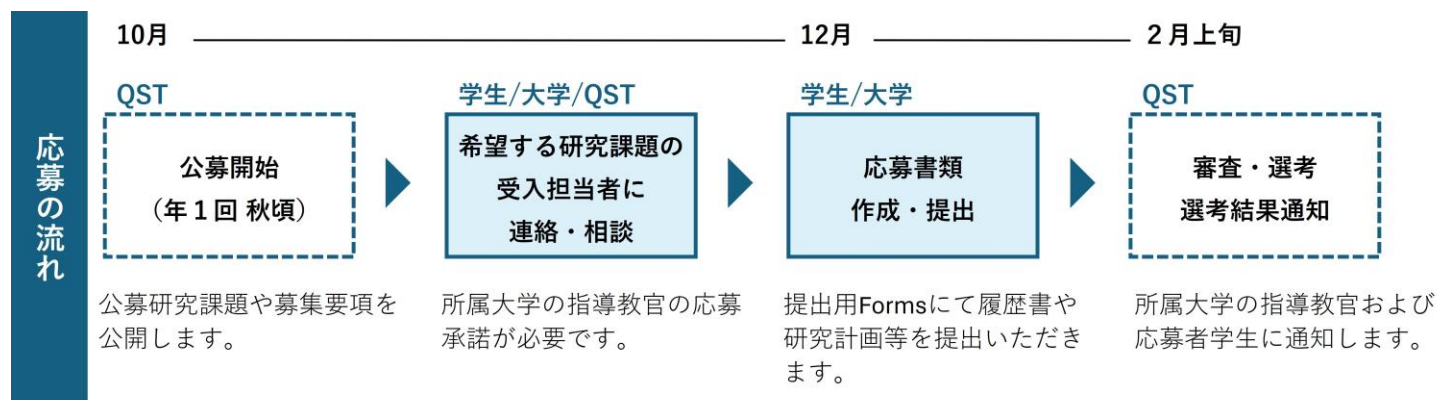 応募の流れ
10月
12月
2月上旬
QST
公募開始
(年1回 秋頃)
公募研究課題や募集要項を
公開します。
学生/大学/QST
希望する研究課題の
受入担当者に
連絡・相談
所属大学の指導教官の応募
承諾が必要です。
学生/大学
応募書類
作成・提出
提出用Formsにて履歴書や
研究計画等を提出いただき
ます。
QST
審査・選考
選考結果通知
所属大学の指導教官および
応募者学生に通知します。